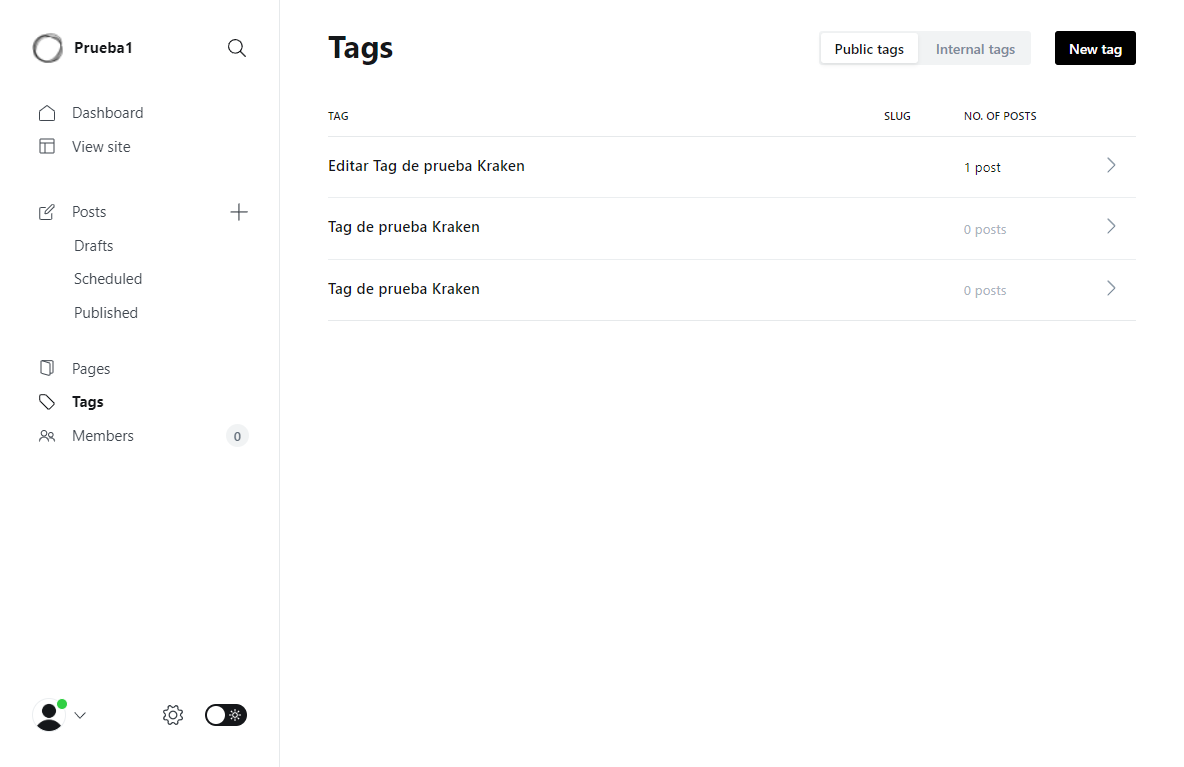 Prueba1
Dashboard
View site
Posts
Drafts
Scheduled
Published
Pages
Tags
Members 0
Tags
Public tags Internal tags New tag
TAG SLUG NO. OF POSTS
Editar Tag de prueba Kraken 1 post
Tag de prueba Kraken 0 posts
Tag de prueba Kraken 0 posts